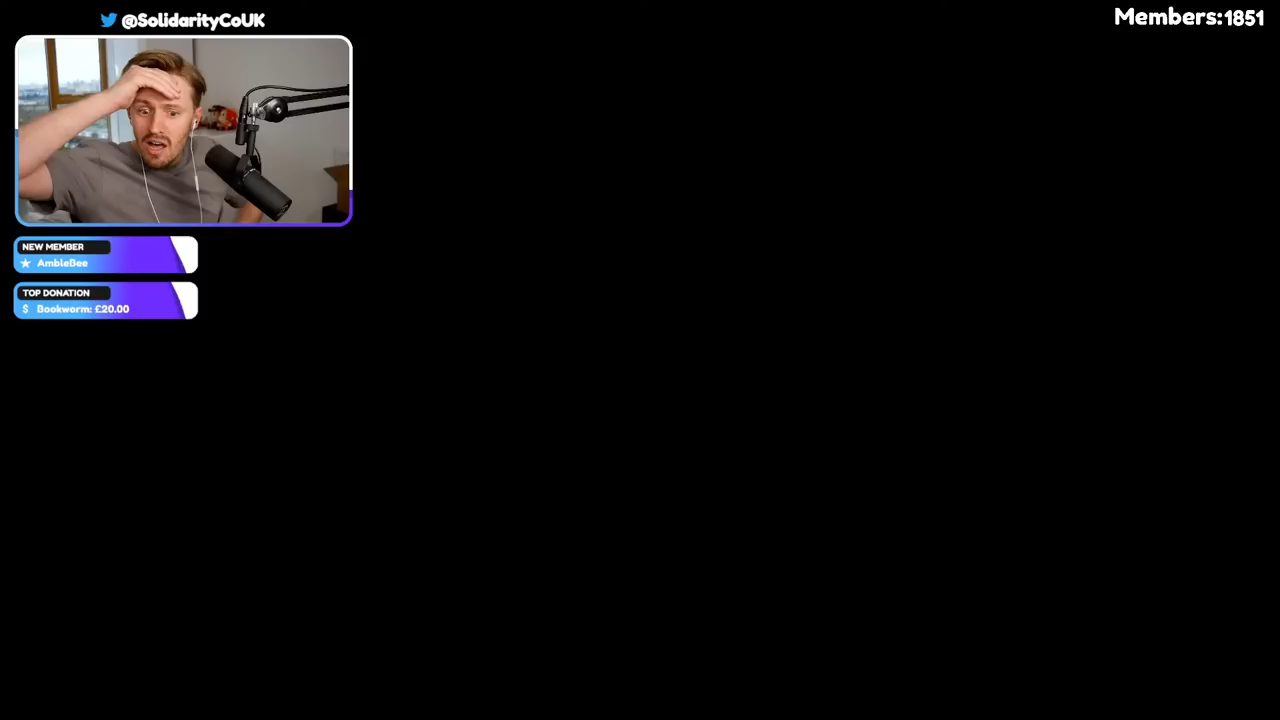 @SolidarityCoUK
Members:1851
NEW MEMBER
AmbleBee
TOP DONATION
$ Bookworm: £20.00